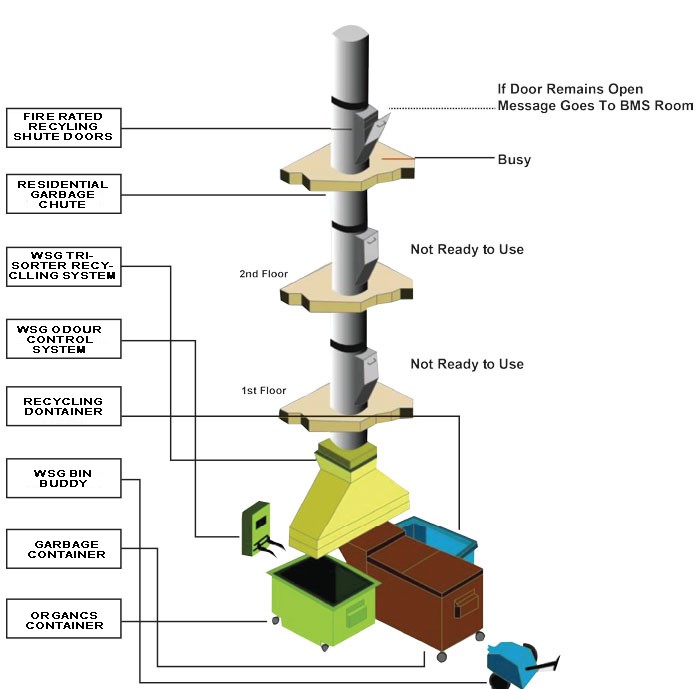 If Door Remains Open
Message Goes To BMS Room
FIRE RATED
RECYLING
SHUTE DOORS
Busy
RESIDENTIAL
GARBAGE
CHUTE
Not Ready to Use
WSG TRI-
SORTER RECY-
CLLING SYSTEM
2nd Floor
WSG ODOUR
CONTROL
SYSTEM
Not Ready to Use
1st Floor
RECYCLING
DONTAINER
WSG BIN
BUDDY
GARBAGE
CONTAINER
ORGANCS
CONTAINER